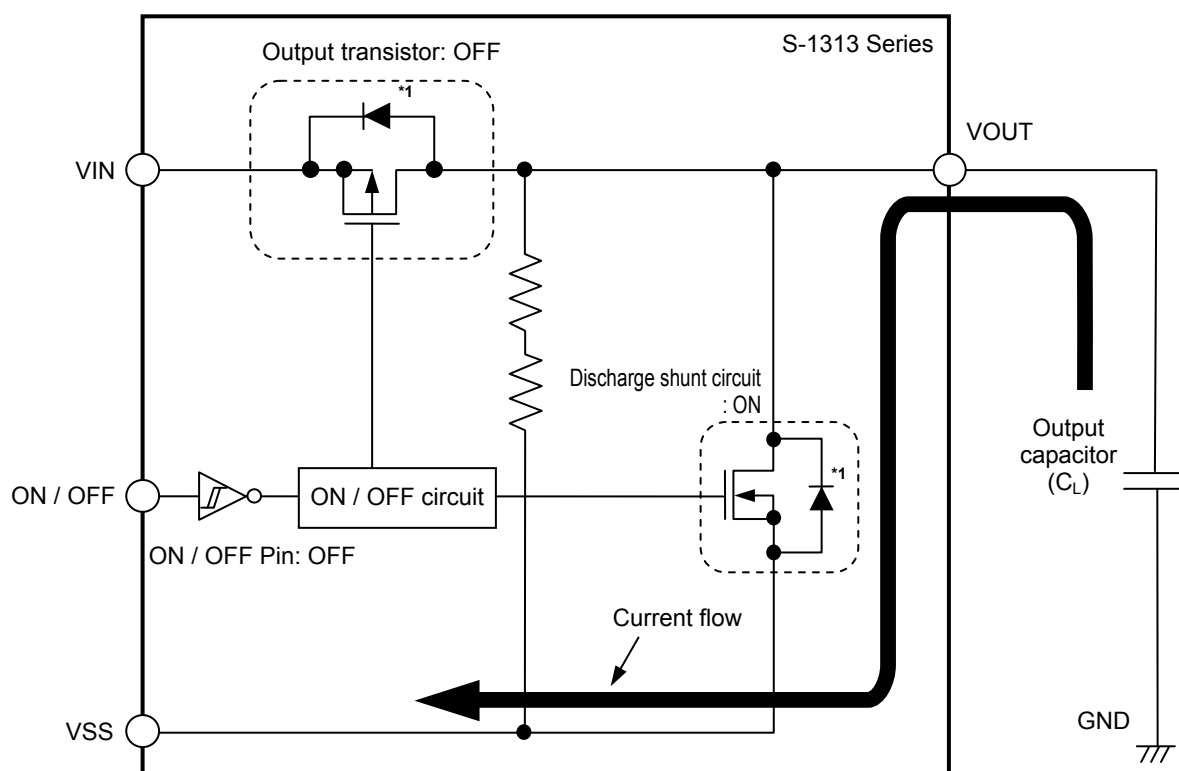 S-1313 Series
Output transistor: OFF
*1
VOUT
VIN
Discharge shunt circuit
: ON
*1
Output
capacitor
(CL)
ON / OFF
ON / OFF circuit
ON / OFF Pin: OFF
Current flow
VSS
GND